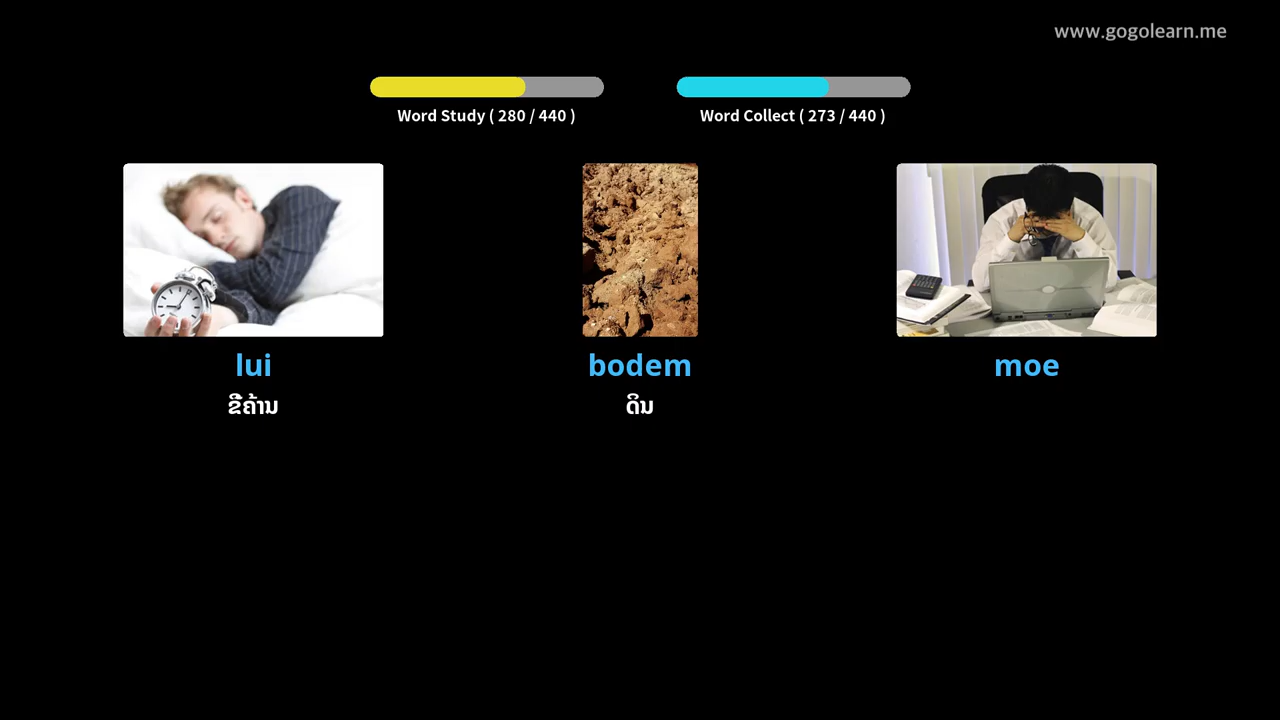 www.gogolearn.me
Word Study ( 280 / 440 )
Word Collect ( 273 / 440 )
lui
bodem
moe
ຂີ້ຄ້ານ
ດິນ